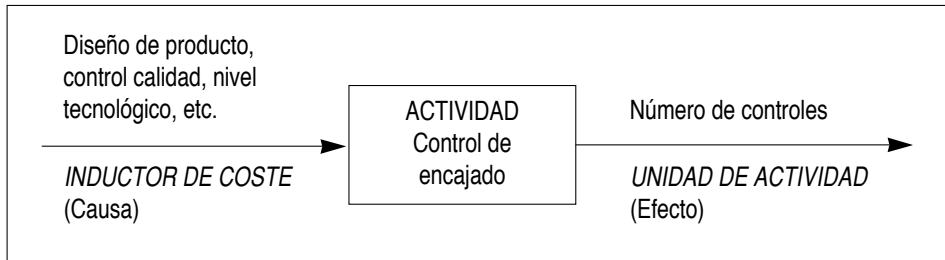 Diseño de producto,
control calidad, nivel
tecnológico, etc.
INDUCTOR DE COSTE
(Causa)
ACTIVIDAD
Control de
encajado
Número de controles
UNIDAD DE ACTIVIDAD
(Efecto)